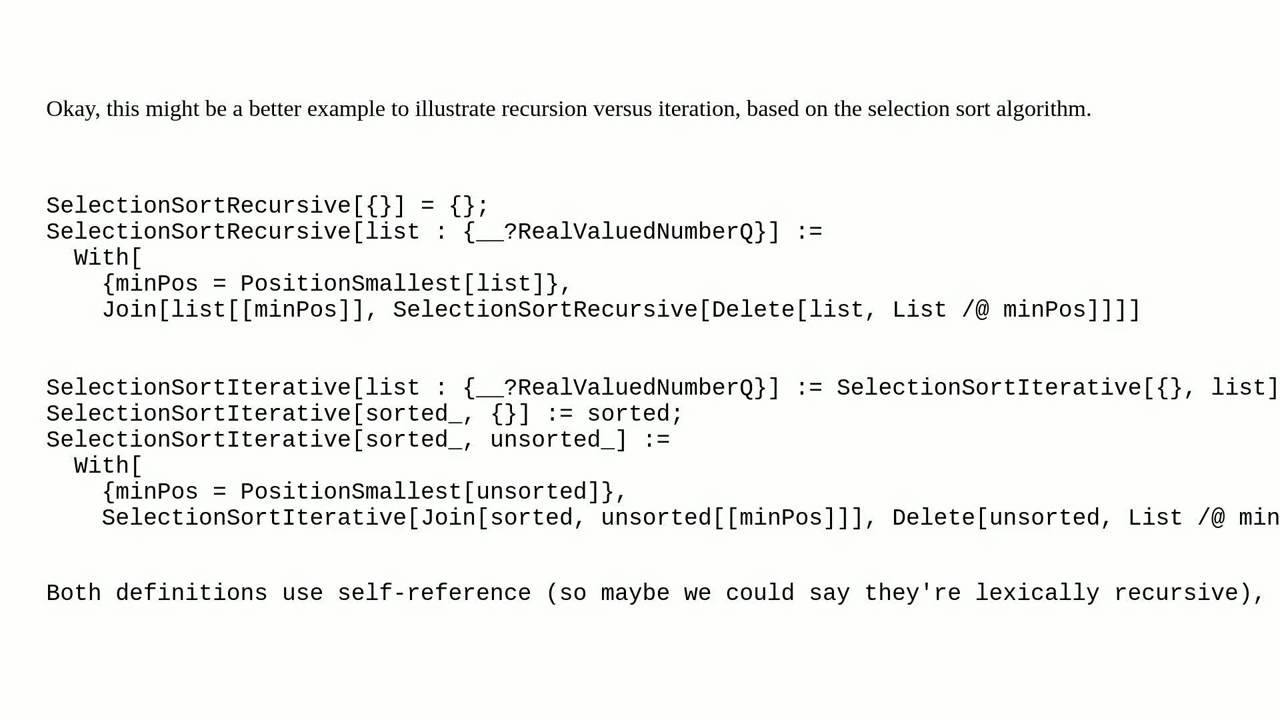 Okay, this might be a better example to illustrate recursion versus iteration, based on the selection sort algorithm.
SelectionSortRecursive[{}] = {};
SelectionSortRecursive[list : {__?RealValuedNumberQ}] :=
  With[
    {minPos = PositionSmallest[list]},
    Join[list[[minPos]], SelectionSortRecursive[Delete[list, List /@ minPos]]]]
SelectionSortIterative[list : {__?RealValuedNumberQ}] := SelectionSortIterative[{}, list]
SelectionSortIterative[sorted_, {}] := sorted;
SelectionSortIterative[sorted_, unsorted_] :=
  With[
    {minPos = PositionSmallest[unsorted]},
    SelectionSortIterative[Join[sorted, unsorted[[minPos]]], Delete[unsorted, List /@ min
Both definitions use self-reference (so maybe we could say they're lexically recursive),